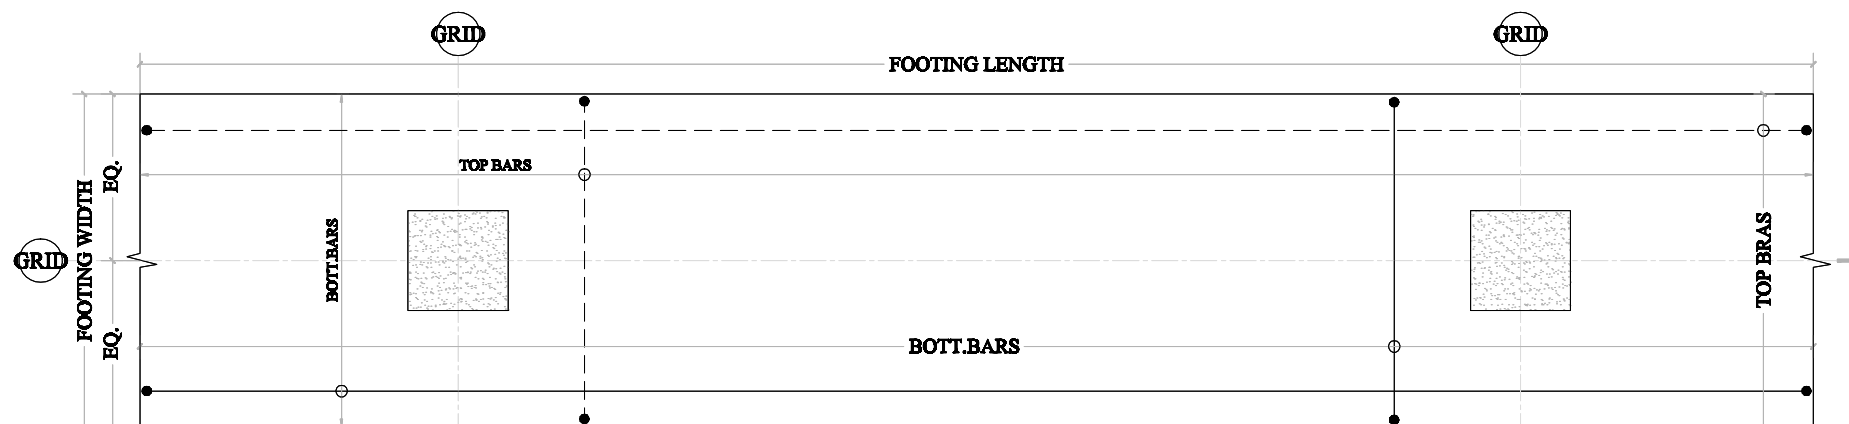 GRID
GRID
FOOTING LENGTH
TOP BARS
EQ.
FOOTING WIDTH
BOTT.BARS
TOP BRAS
GRID
EQ.
BOTT.BARS